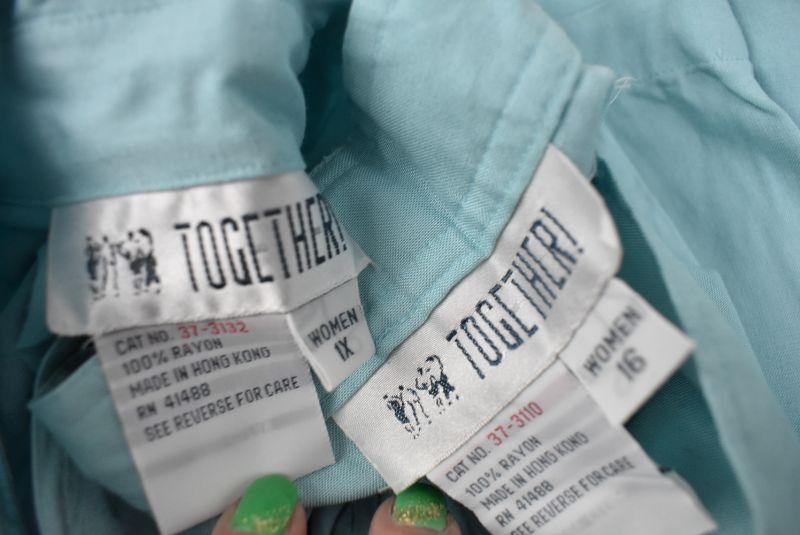 TOGETHER!
WOMEN
1X
CAT NO. 37-3132
100% RAYON
MADE IN HONG KONG
RN 41488
SEE REVERSE FOR CARE
TOGETHER!
WOMEN
16
CAT NO. 37-3110
100% RAYON
MADE IN HONG KONG
RN 41488
SEE REVERSE FOR CARE